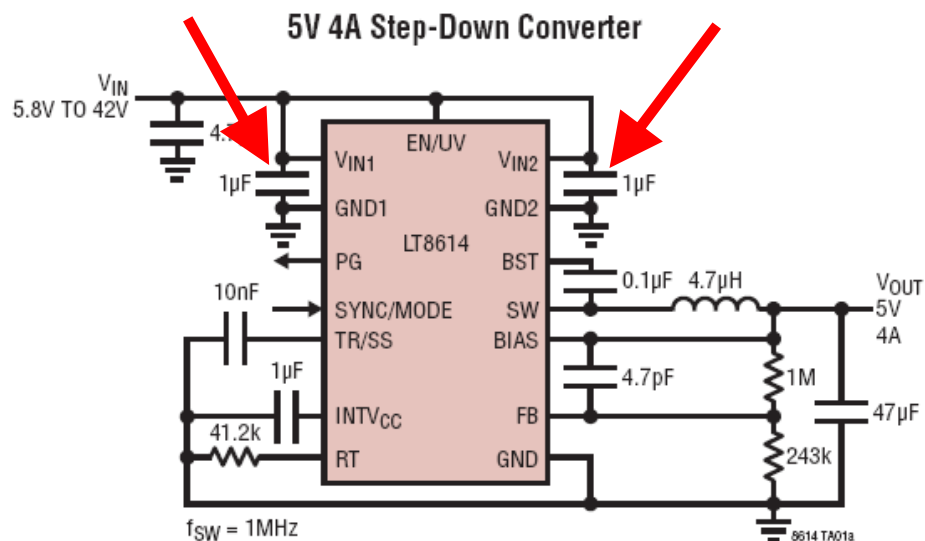 5V 4A Step-Down Converter
VIN
5.8V TO 42V
EN/UV
VIN1
VIN2
1µF
1µF
GND1
GND2
LT8614
PG
BST
10nF
0.1µF
4.7µH
VOUT
5V
4A
SYNC/MODE
SW
TR/SS
BIAS
1µF
4.7pF
1M
INTVCC
FB
47µF
41.2k
RT
GND
243k
fSW = 1MHz
8614 TA01a